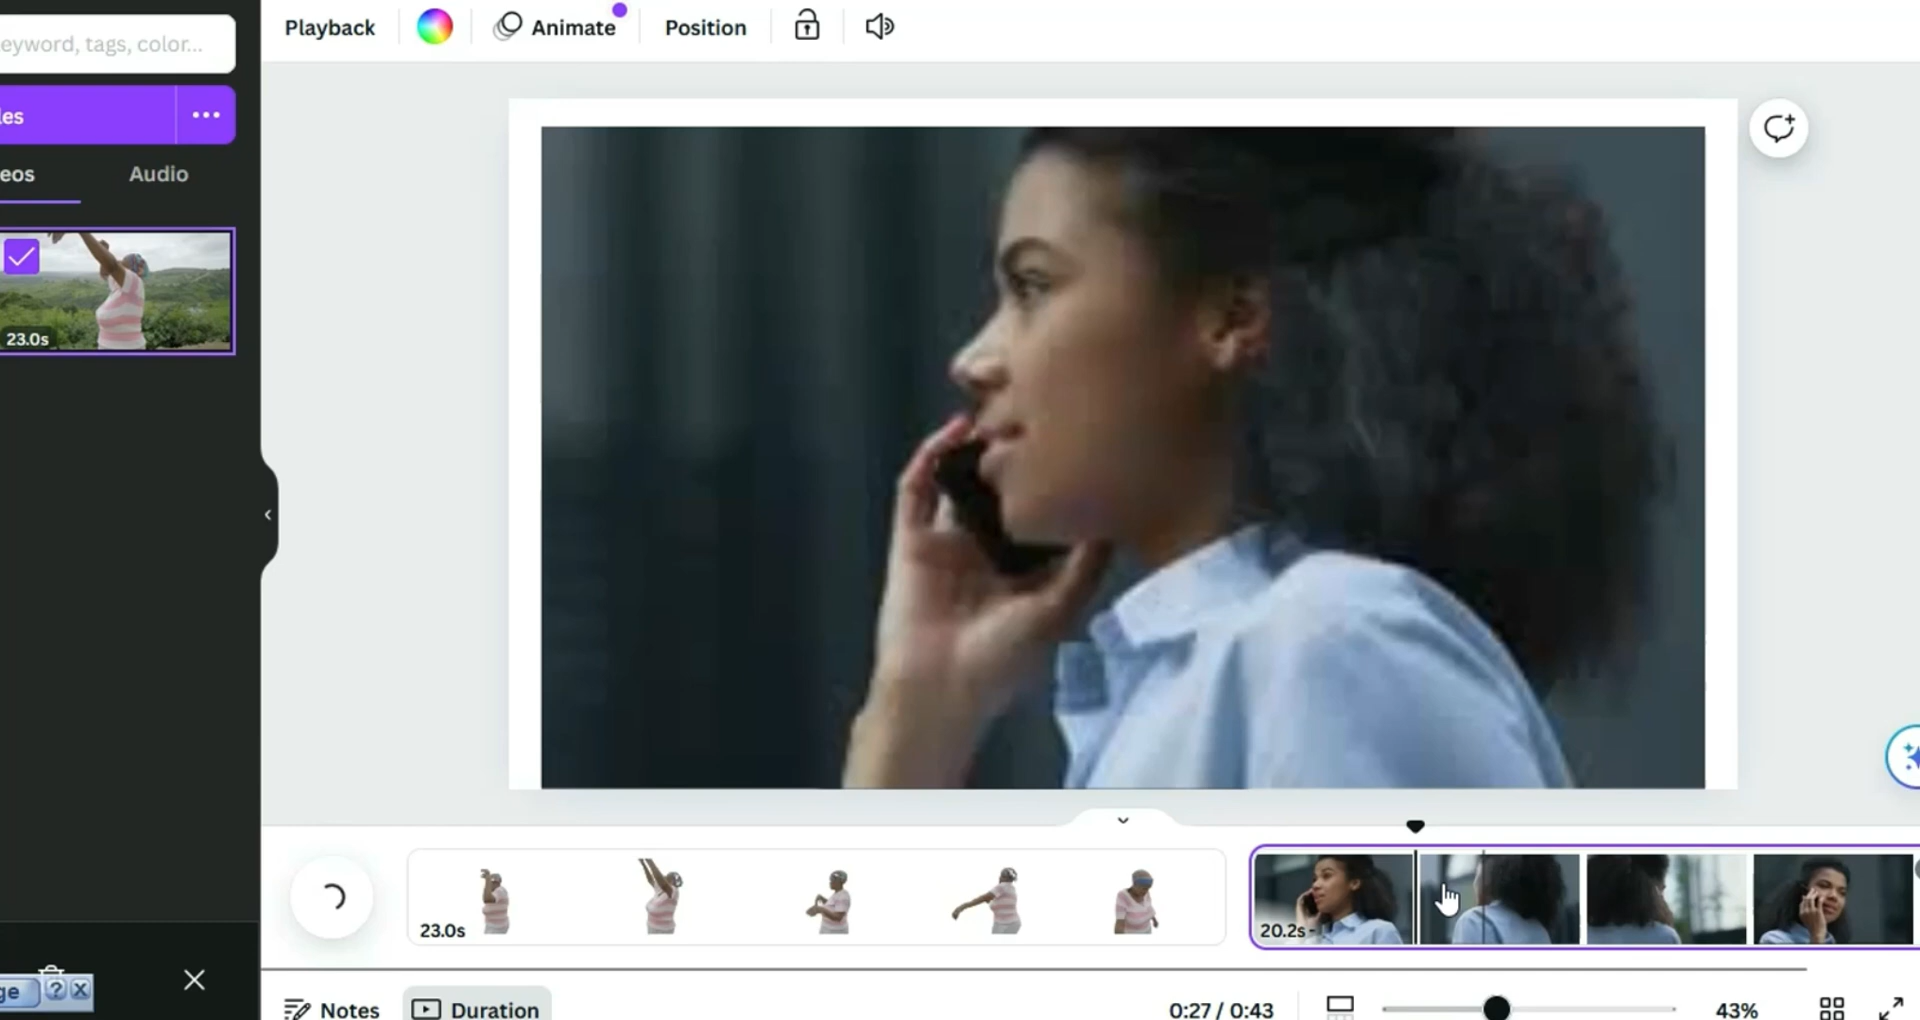 Playback
Animate
Position
eyword, tags, color...
les
eos
Audio
23.0s
23.0s
20.2s
ge
Notes
Duration
0:27 / 0:43
43%